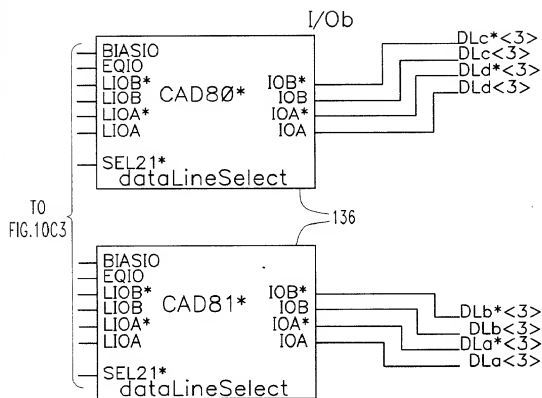 I/Ob
BIASIO
EQIO
LIOB*
LIOB
LIOA*
LIOA
SEL21*
CAD80*
IOB*
IOB
IOA*
IOA
dataLineSelect
DLc*<3>
DLc<3>
DLd*<3>
DLd<3>
TO
FIG.10C3
136
BIASIO
EQIO
LIOB*
LIOB
LIOA*
LIOA
SEL21*
CAD81*
IOB*
IOB
IOA*
IOA
dataLineSelect
DLb*<3>
DLb<3>
DLa*<3>
DLa<3>